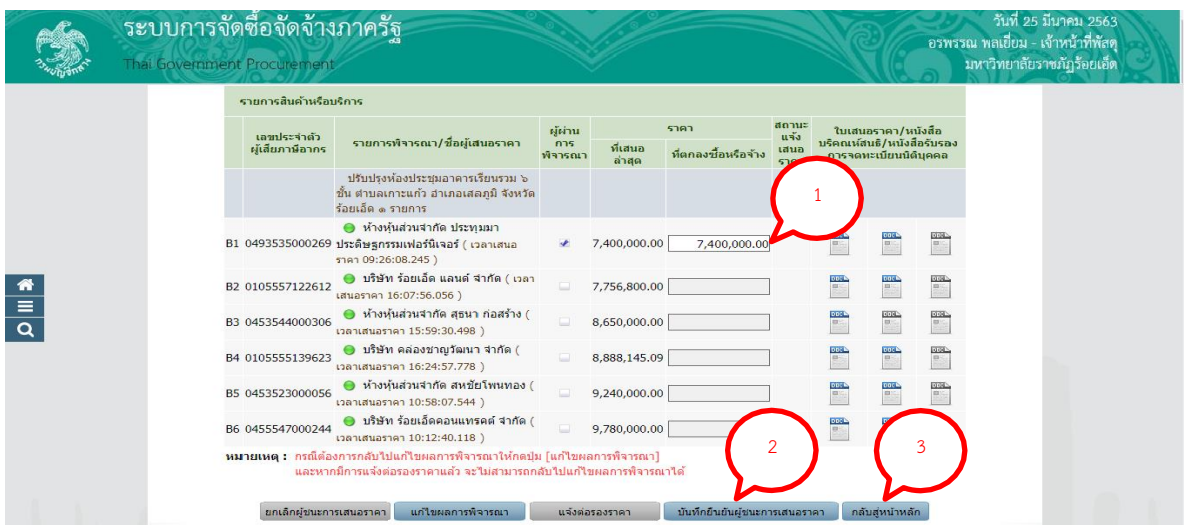 ระบบการจัดซื้อจัดจ้างภาครัฐ
Thai Government Procurement
วันที่ 25 มีนาคม 2563
อรพรรณ พลเยี่ยม - เจ้าหน้าที่พัสดุ
มหาวิทยาลัยราชภัฏร้อยเอ็ด
กรมบัญชีกลาง
รายการสินค้าหรือบริการ
เลขประจำตัว
ผู้เสียภาษีอากร
รายการพิจารณา/ชื่อผู้เสนอราคา
ผู้ผ่าน
การ
พิจารณา
ราคา
ที่เสนอ
ล่าสุด
ที่ตกลงซื้อหรือจ้าง
สถานะ
แจ้ง
เสนอ
ใบเสนอราคา/หนังสือ
บริคณห์สนธิ/หนังสือรับรอง
การจดทะเบียนนิติบุคคล
ปรับปรุงห้องประชุมอาคารเรียนรวม ๖
ชั้น ตำบลเกาะแก้ว อำเภอเสลภูมิ จังหวัด
ร้อยเอ็ด ๑ รายการ
1
ห้างหุ้นส่วนจำกัด ประทุมมา
B1 0493535000269 ประดิษฐกรรมเฟอร์นิเจอร์ ( เวลาเสนอ 7,400,000.00 7,400,000.00
ราคา 09:26:08.245 )
B2 0105557122612 บริษัท ร้อยเอ็ด แลนด์ จำกัด ( เวลา 7,756,800.00
เสนอราคา 16:07:56.056 )
B3 0453544000306 ห้างหุ้นส่วนจำกัด สุธนา ก่อสร้าง ( 8,650,000.00
เวลาเสนอราคา 15:59:30.498 )
B4 0105555139623 บริษัท คล่องชาญวัฒนา จำกัด ( 8,888,145.09
เวลาเสนอราคา 16:24:57.778 )
B5 0453523000056 ห้างหุ้นส่วนจำกัด สหชัยโพนทอง ( 9,240,000.00
เวลาเสนอราคา 10:58:07.544 )
B6 0455547000244 บริษัท ร้อยเอ็ดคอนแทรคต์ จำกัด ( 9,780,000.00
เวลาเสนอราคา 10:12:40.118 )
2
3
หมายเหตุ : กรณีต้องการกลับไปแก้ไขผลการพิจารณาให้กดปุ่ม [แก้ไขผลการพิจารณา]
และหากมีการแจ้งต่อรองราคาแล้ว จะไม่สามารถกลับไปแก้ไขผลการพิจารณาได้
ยกเลิกผู้ชนะการเสนอราคา แก้ไขผลการพิจารณา แจ้งต่อรองราคา บันทึกยืนยันผู้ชนะการเสนอราคา กลับสู่หน้าหลัก